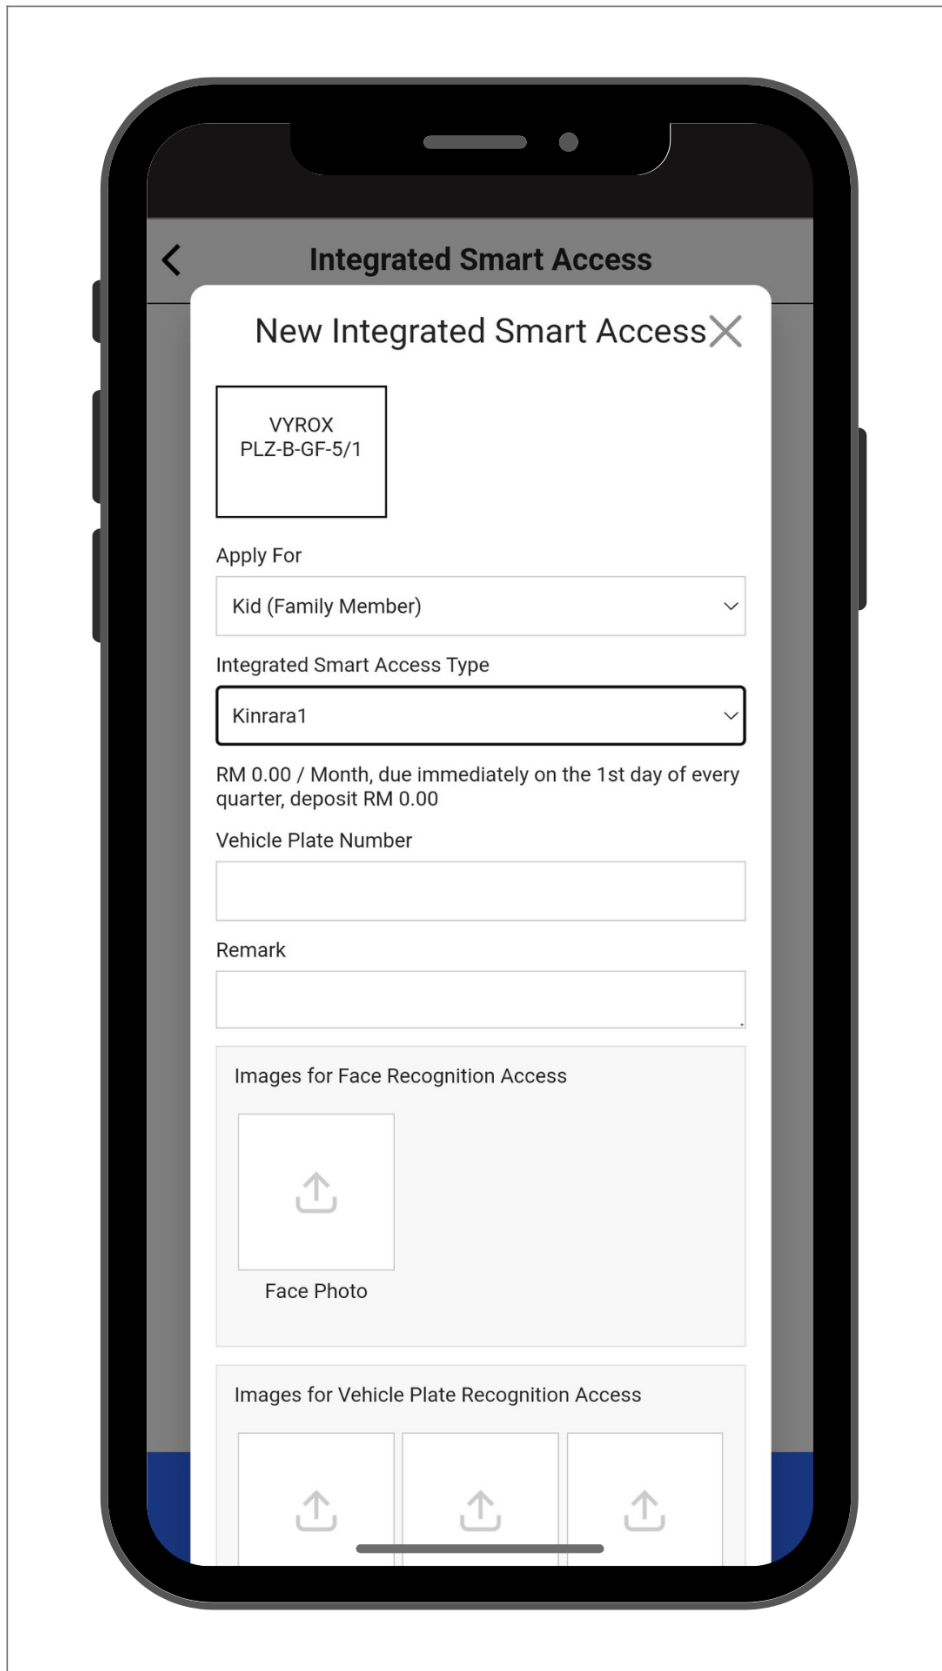 Integrated Smart Access
New Integrated Smart Access
VYROX
PLZ-B-GF-5/1
Apply For
Kid (Family Member)
Integrated Smart Access Type
Kinrara1
RM 0.00 / Month, due immediately on the 1st day of every
quarter, deposit RM 0.00
Vehicle Plate Number
Remark
Images for Face Recognition Access
Face Photo
Images for Vehicle Plate Recognition Access